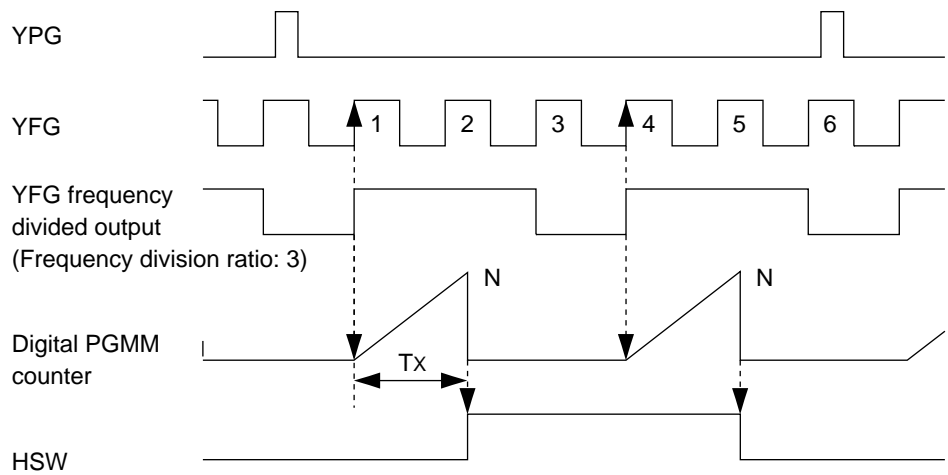 YPG
YFG
1 2 3 4 5 6
YFG frequency
divided output
(Frequency division ratio: 3)
N N
Digital PGMM
counter
TX
HSW